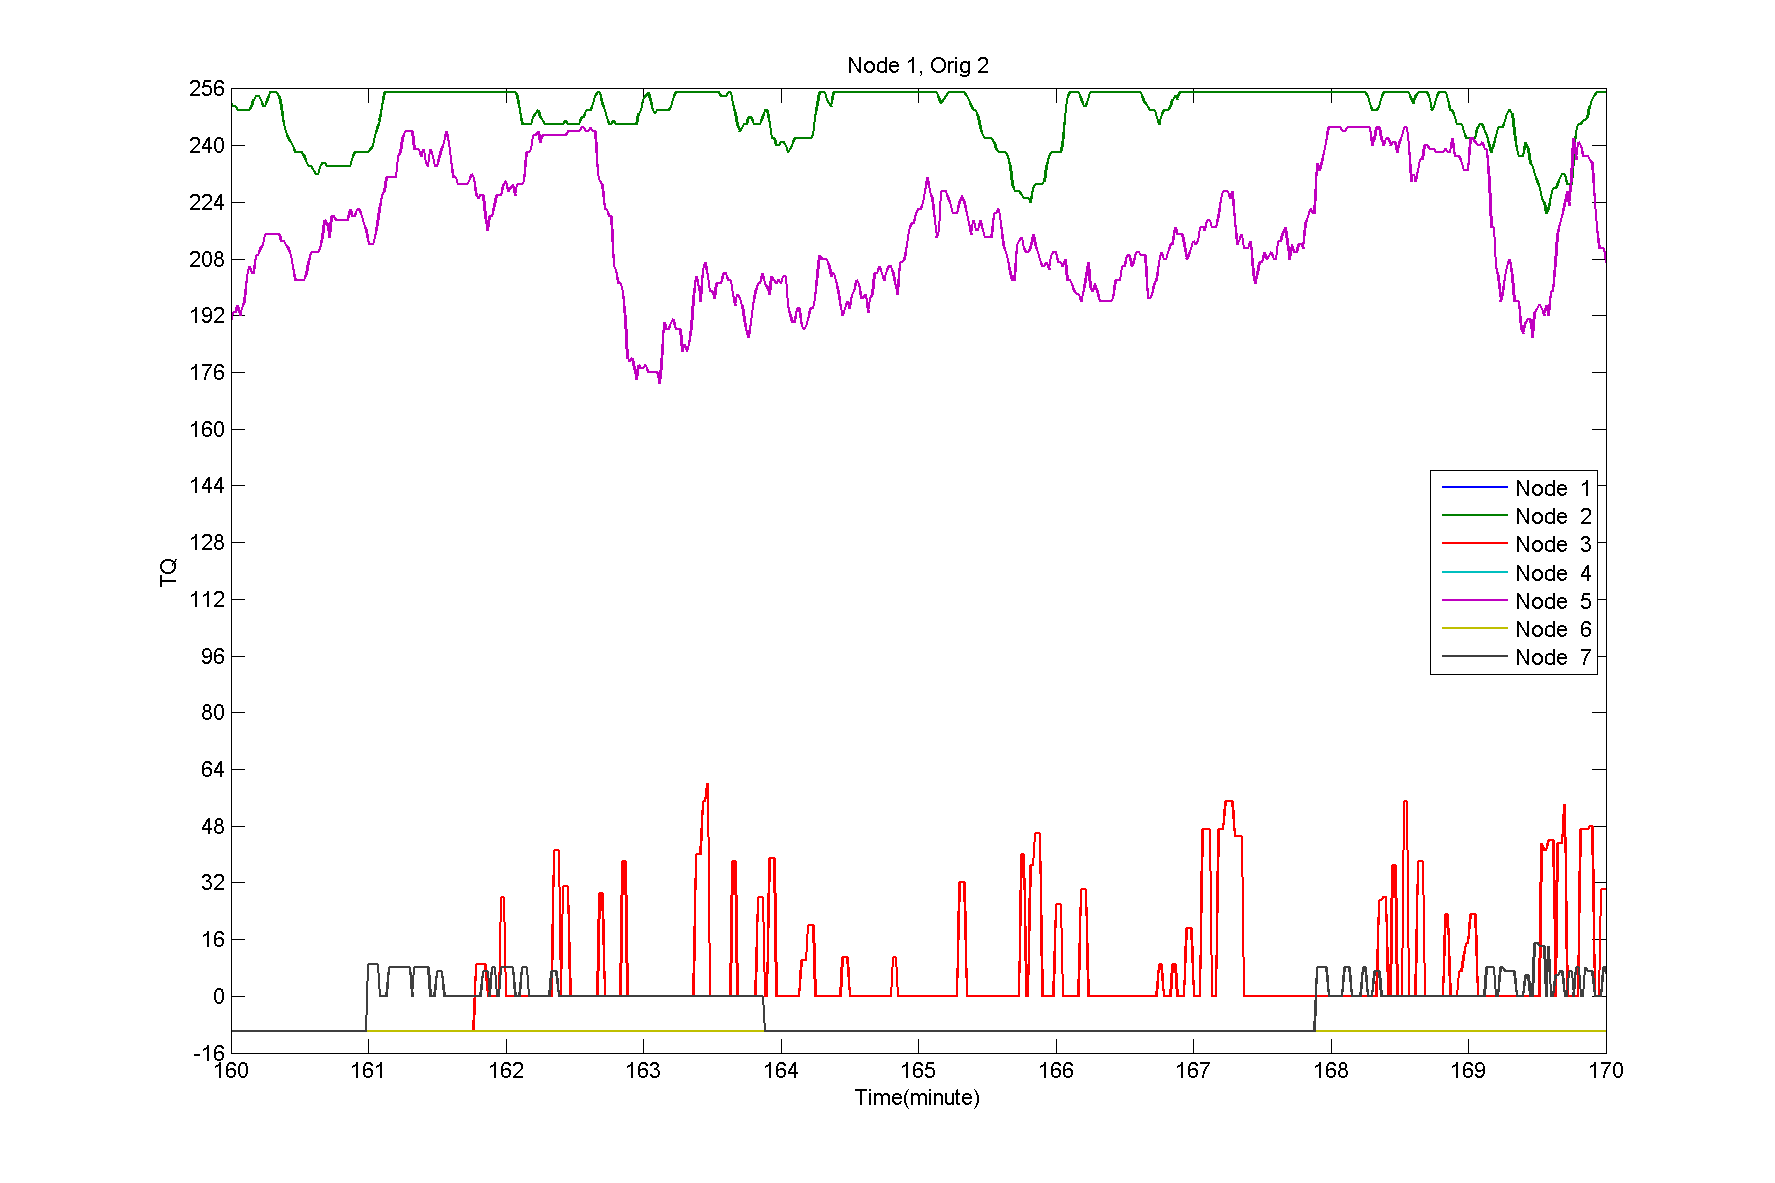 Node 1, Orig 2
256
240
224
208
192
176
160
144
128
112
96
80
64
48
32
16
0
-16
TQ
Node 1
Node 2
Node 3
Node 4
Node 5
Node 6
Node 7
160 161 162 163 164 165 166 167 168 169 170
Time(minute)